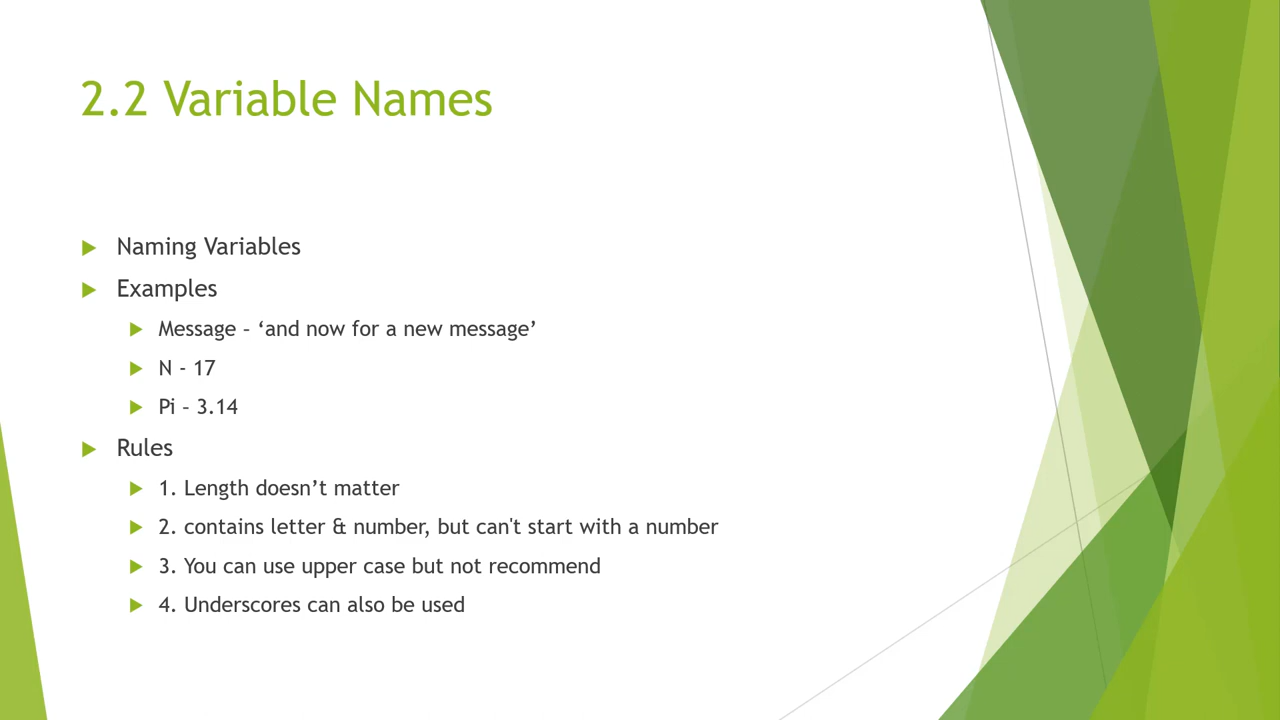 2.2 Variable Names
Naming Variables
Examples
Message – ‘and now for a new message’
N - 17
Pi – 3.14
Rules
1. Length doesn’t matter
2. contains letter & number, but can't start with a number
3. You can use upper case but not recommend
4. Underscores can also be used